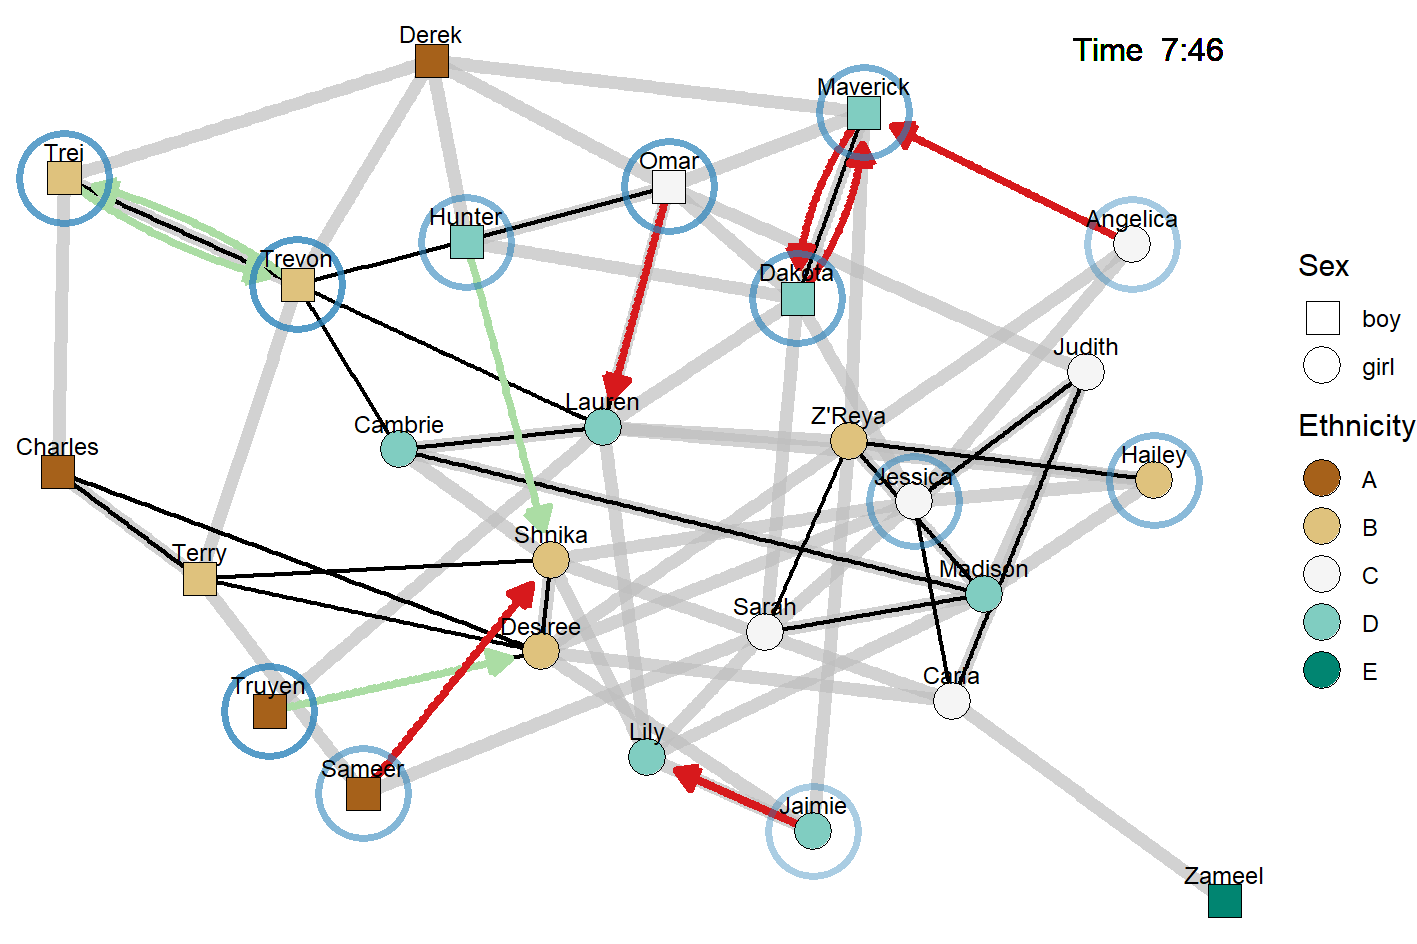 Derek
Time 7:46
Maverick
Trei
Omar
Hunter
Angelica
Trevon
Dakota
Sex
boy
girl
Judith
Lauren
Cambrie
Z'Reya
Ethnicity
Charles
Hailey
Jessica
A
B
C
D
E
Shnika
Terry
Madison
Sarah
Desiree
Truyen
Carla
Lily
Sameer
Jaimie
Zameel